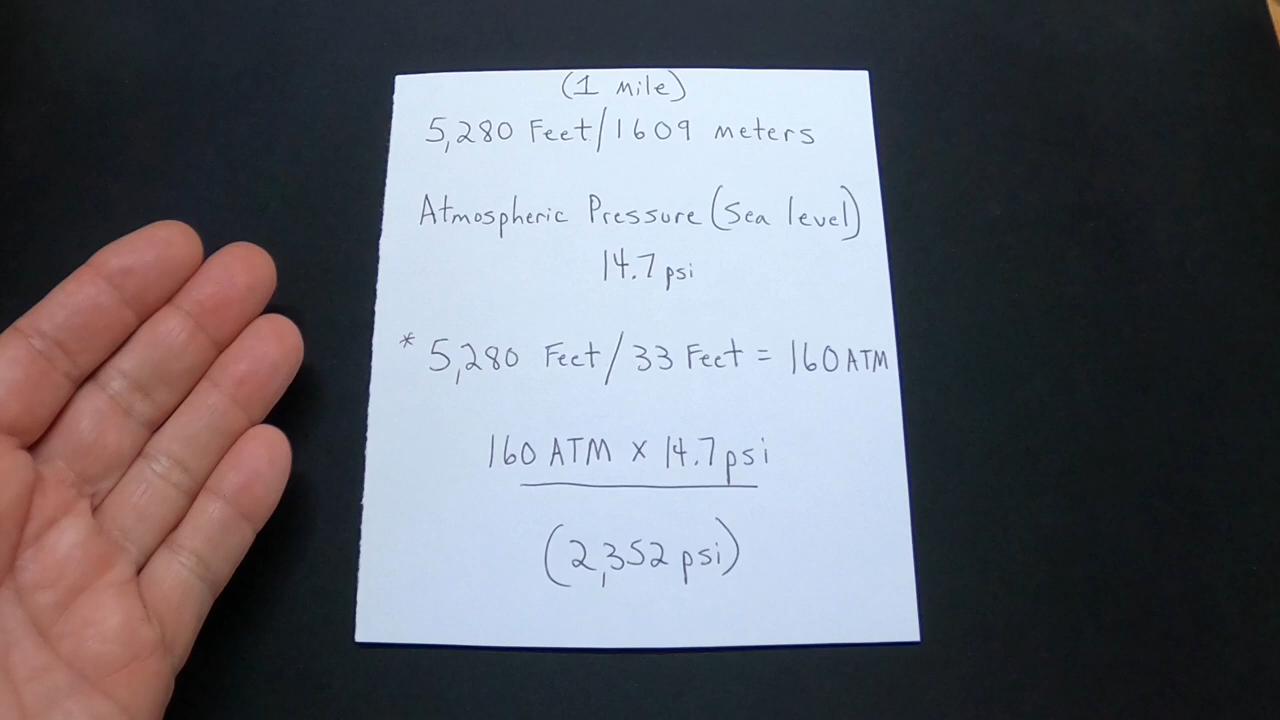 (1 mile)
5,280 Feet/1609 meters
Atmospheric Pressure (Sea level)
14.7 psi
* 5,280 Feet/33 Feet = 160 ATM
160 ATM x 14.7 psi
(2,352 psi)